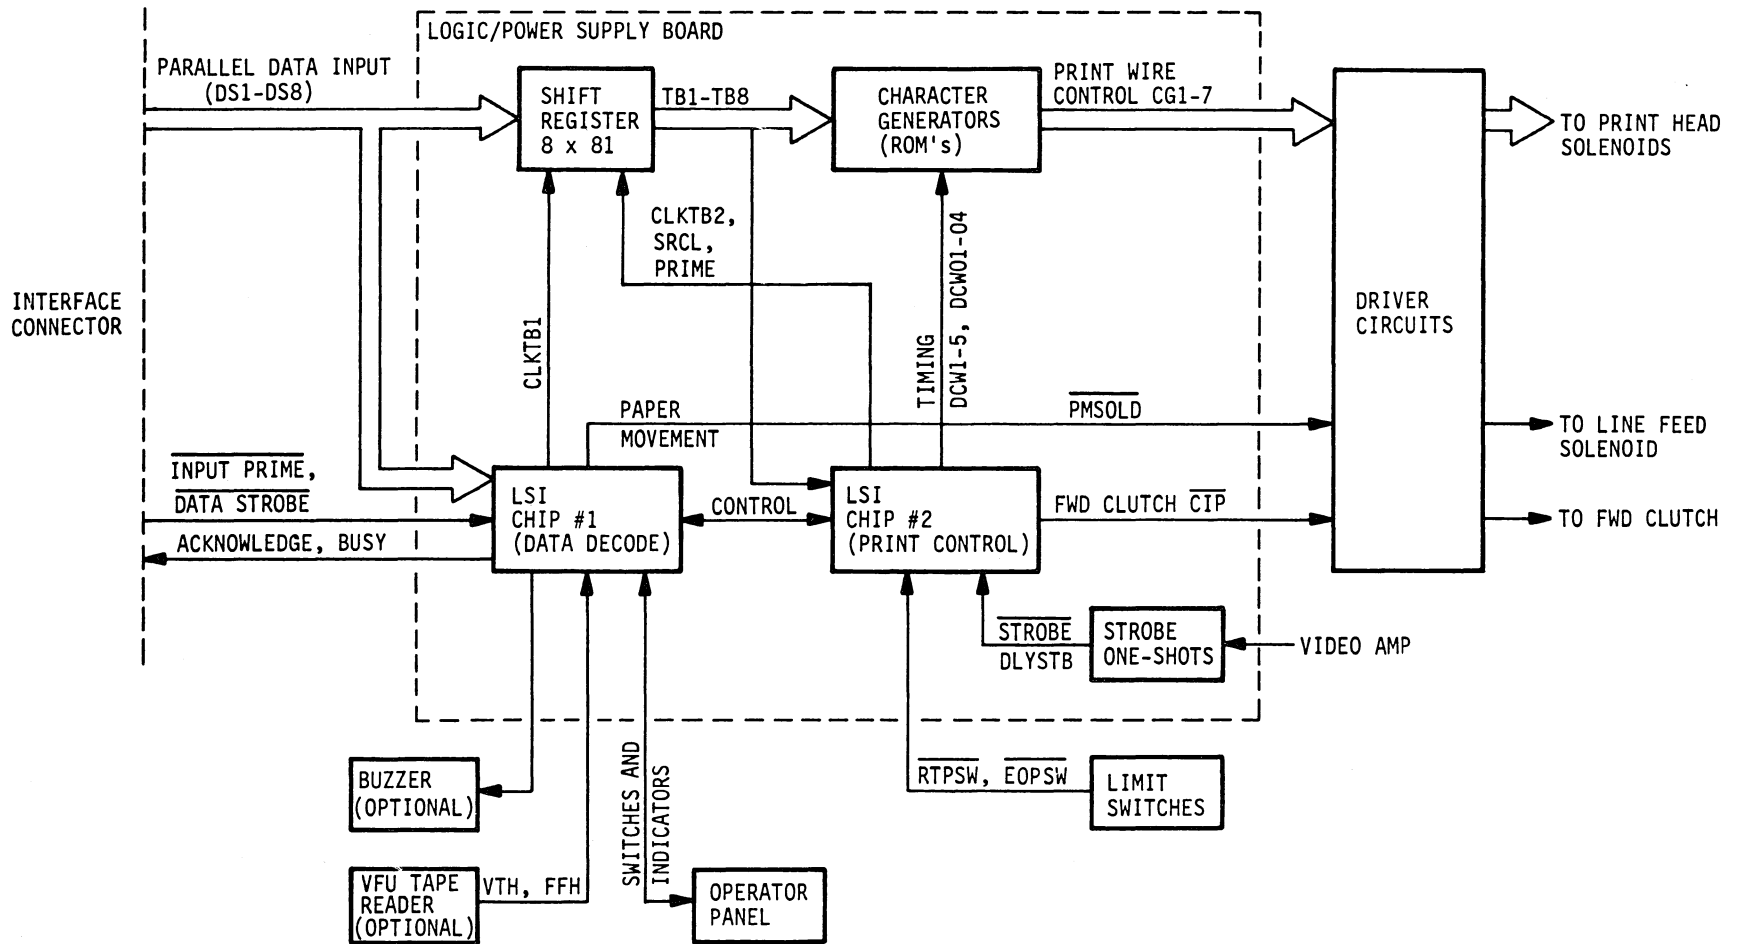 LOGIC/POWER SUPPLY BOARD
PARALLEL DATA INPUT
(DS1-DS8)
SHIFT
REGISTER
8 x 81
TB1-TB8
CHARACTER
GENERATORS
(ROM's)
PRINT WIRE
CONTROL CG1-7
TO PRINT HEAD
SOLENOIDS
CLKTB2,
SRCL,
PRIME
CLKTB1
TIMING
DCW1-5, DCW01-04
INTERFACE
CONNECTOR
DRIVER
CIRCUITS
PAPER
MOVEMENT
PMSOLD
TO LINE FEED
SOLENOID
INPUT PRIME,
DATA STROBE
ACKNOWLEDGE, BUSY
LSI
CHIP #1
(DATA DECODE)
CONTROL
LSI
CHIP #2
(PRINT CONTROL)
FWD CLUTCH CIP
TO FWD CLUTCH
STROBE
DLYSTB
STROBE
ONE-SHOTS
VIDEO AMP
BUZZER
(OPTIONAL)
SWITCHES AND
INDICATORS
RTPSW, EOPSW
LIMIT
SWITCHES
VFU TAPE
READER
(OPTIONAL)
VTH, FFH
OPERATOR
PANEL